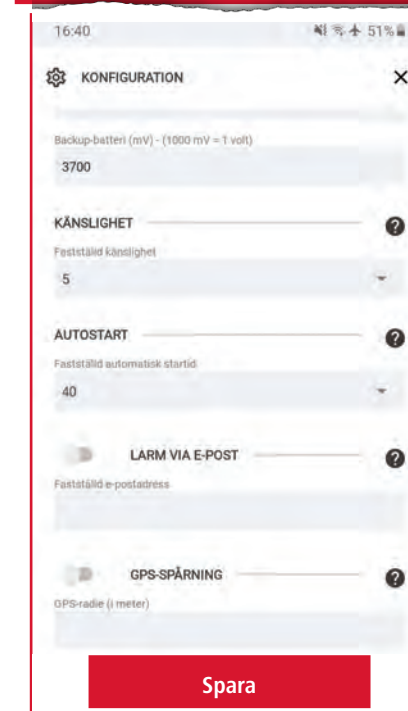 16:40 51%
KONFIGURATION
Backup-batteri (mV) - (1000 mV = 1 volt)
3700
KÄNSLIGHET
Fastställd känslighet
5
AUTOSTART
Fastställd automatisk startid
40
LARM VIA E-POST
Fastställd e-postadress
GPS-SPÅRNING
GPS-radie (i meter)
Spara